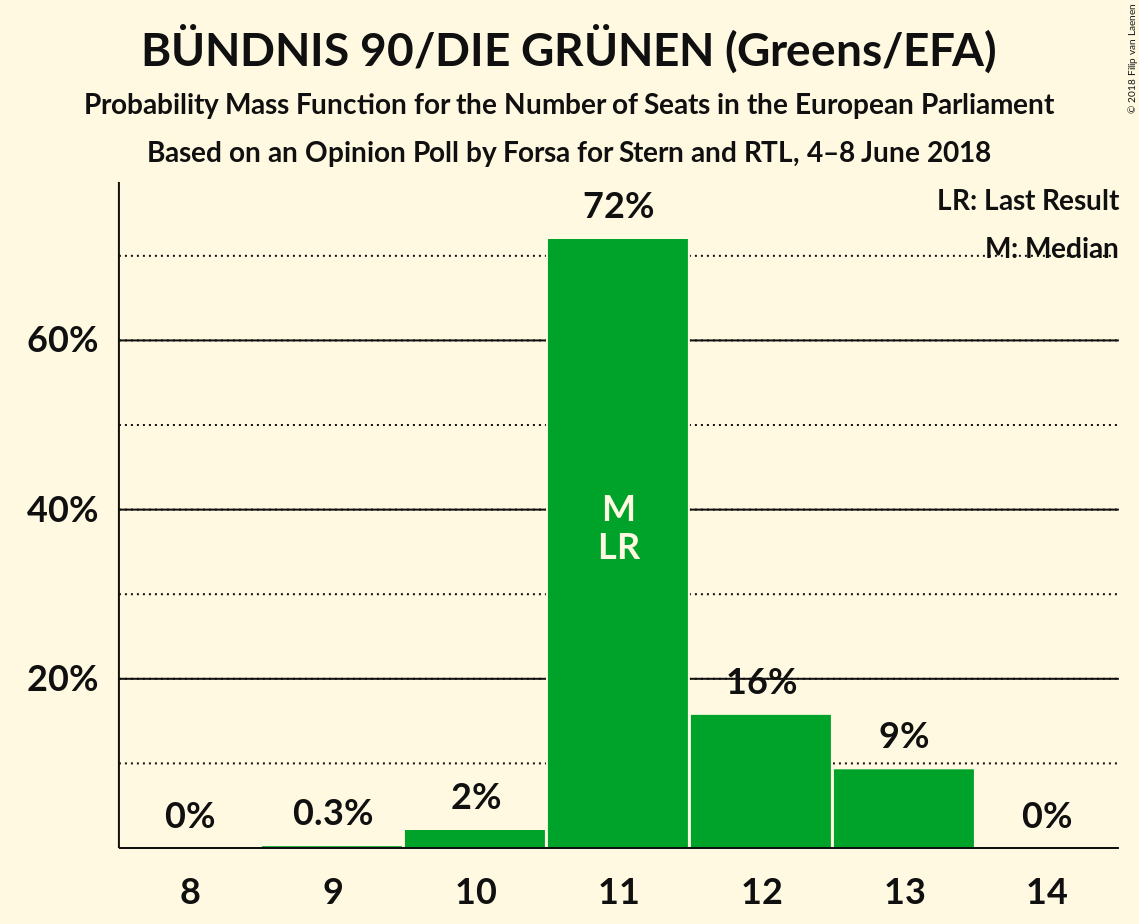 BÜNDNIS 90/DIE GRÜNEN (Greens/EFA)
Probability Mass Function for the Number of Seats in the European Parliament
Based on an Opinion Poll by Forsa for Stern and RTL, 4–8 June 2018
© 2018 Filip van Laenen
LR: Last Result
M: Median
60%
40%
20%
0%
0.3%
2%
72%
M
LR
16%
9%
0%
8
9
10
11
12
13
14